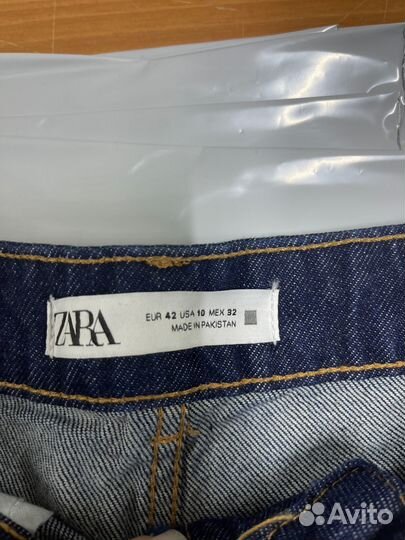 ZARA
EUR 42 USA 10 MEX 32
MADE IN PAKISTAN
Avito